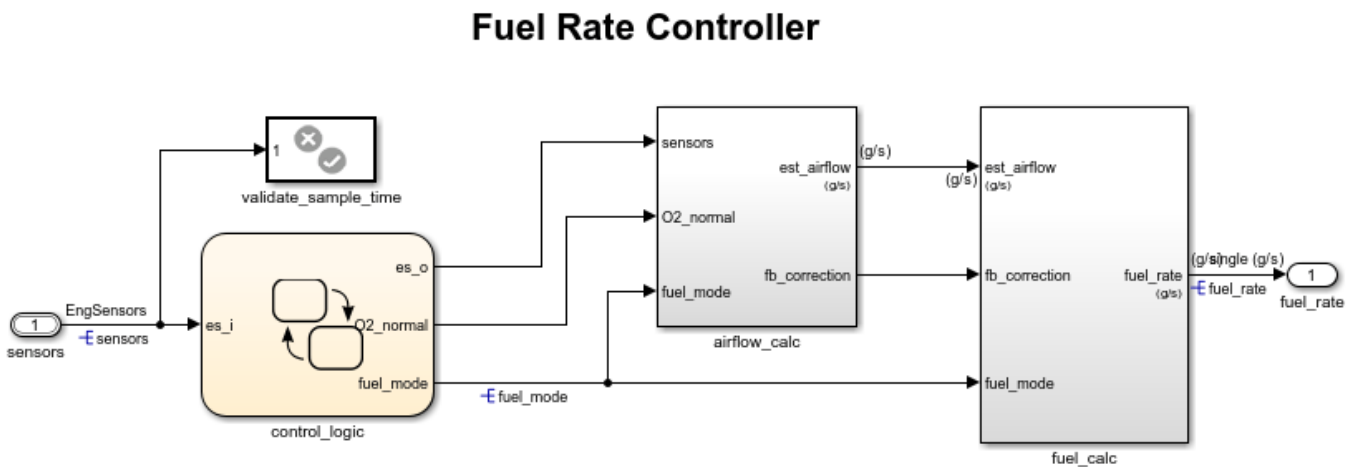 Fuel Rate Controller
1
validate_sample_time
1
sensors
EngSensors
sensors
es_i
es_o
O2_normal
fuel_mode
control_logic
fuel_mode
sensors
O2_normal
fuel_mode
est_airflow
(g/s)
fb_correction
airflow_calc
(g/s)
(g/s)
est_airflow
(g/s)
fb_correction
fuel_mode
fuel_rate
(g/s)
fuel_calc
(g/s)
single (g/s)
fuel_rate
1
fuel_rate